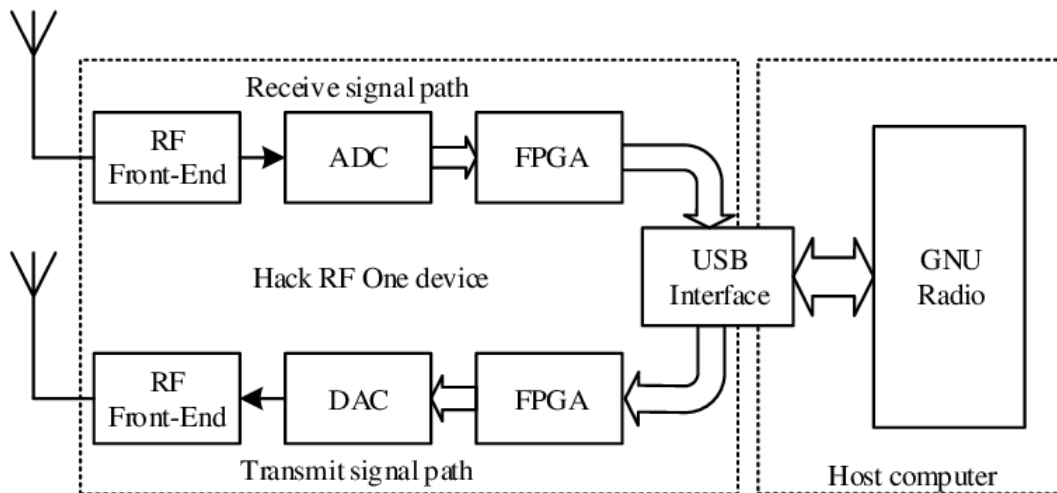 Receive signal path
RF
Front-End
ADC
FPGA
USB
Interface
GNU
Radio
Hack RF One device
RF
Front-End
DAC
FPGA
Transmit signal path
Host computer